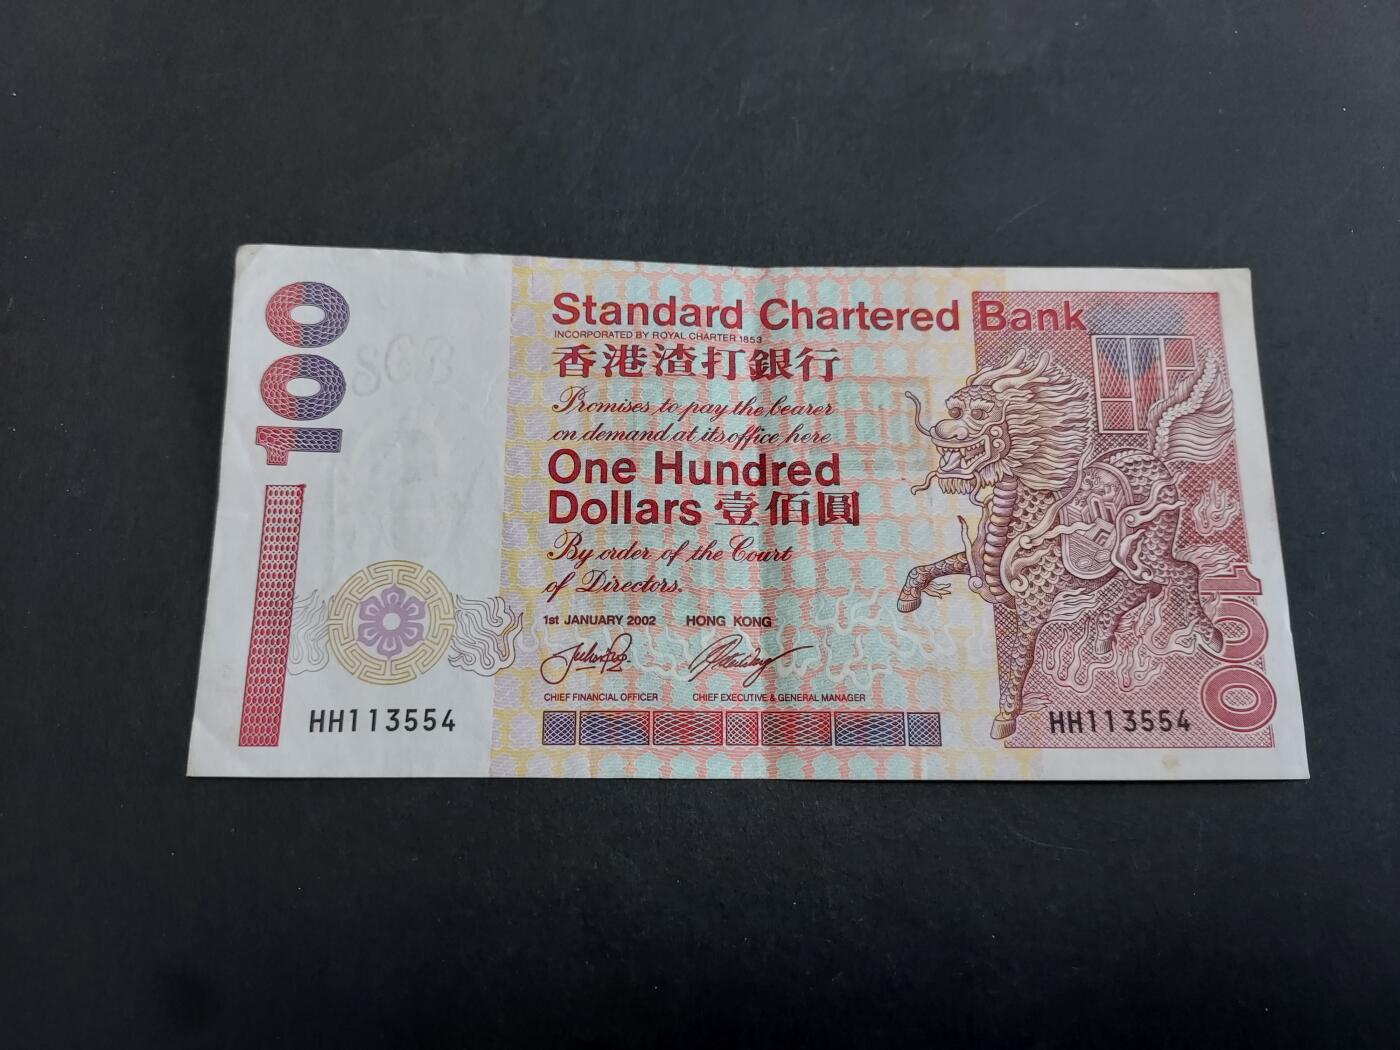 100
SCB
Standard Chartered Bank
INCORPORATED BY ROYAL CHARTER 1853
香港渣打銀行
Promises to pay the bearer
on demand at its office here
One Hundred
Dollars 壹佰圓
By order of the Court
of Directors.
1st JANUARY 2002 HONG KONG
CHIEF FINANCIAL OFFICER CHIEF EXECUTIVE & GENERAL MANAGER
HH113554
HH113554
100